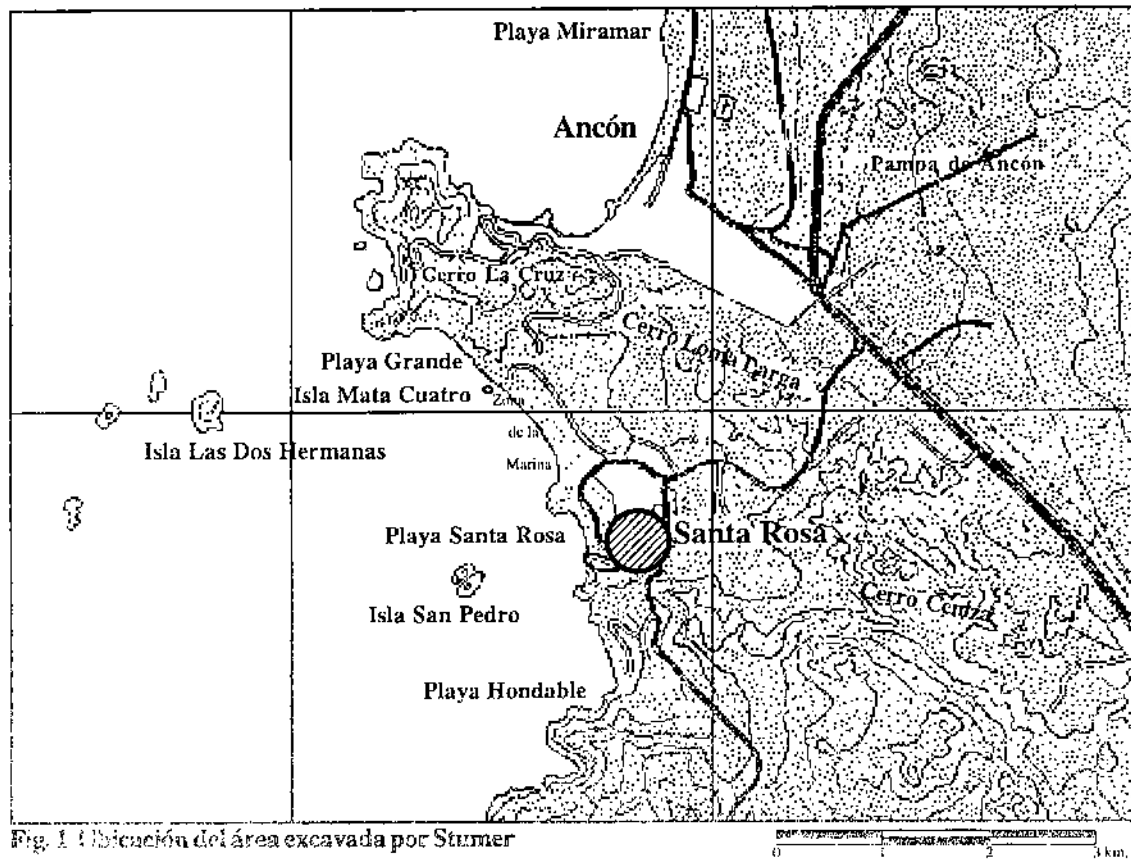 Playa Miramar
Ancón
Pampa de Ancón
Cerro La Cruz
Cerro Loma Larga
Playa Grande
Isla Mata Cuatro
Zona
de la
Marina
Isla Las Dos Hermanas
Playa Santa Rosa
Santa Rosa
Isla San Pedro
Cerro Ceniza
Playa Hondable
Fig. 1 Ubicación del área excavada por Stumer
0 1 2 3 km.